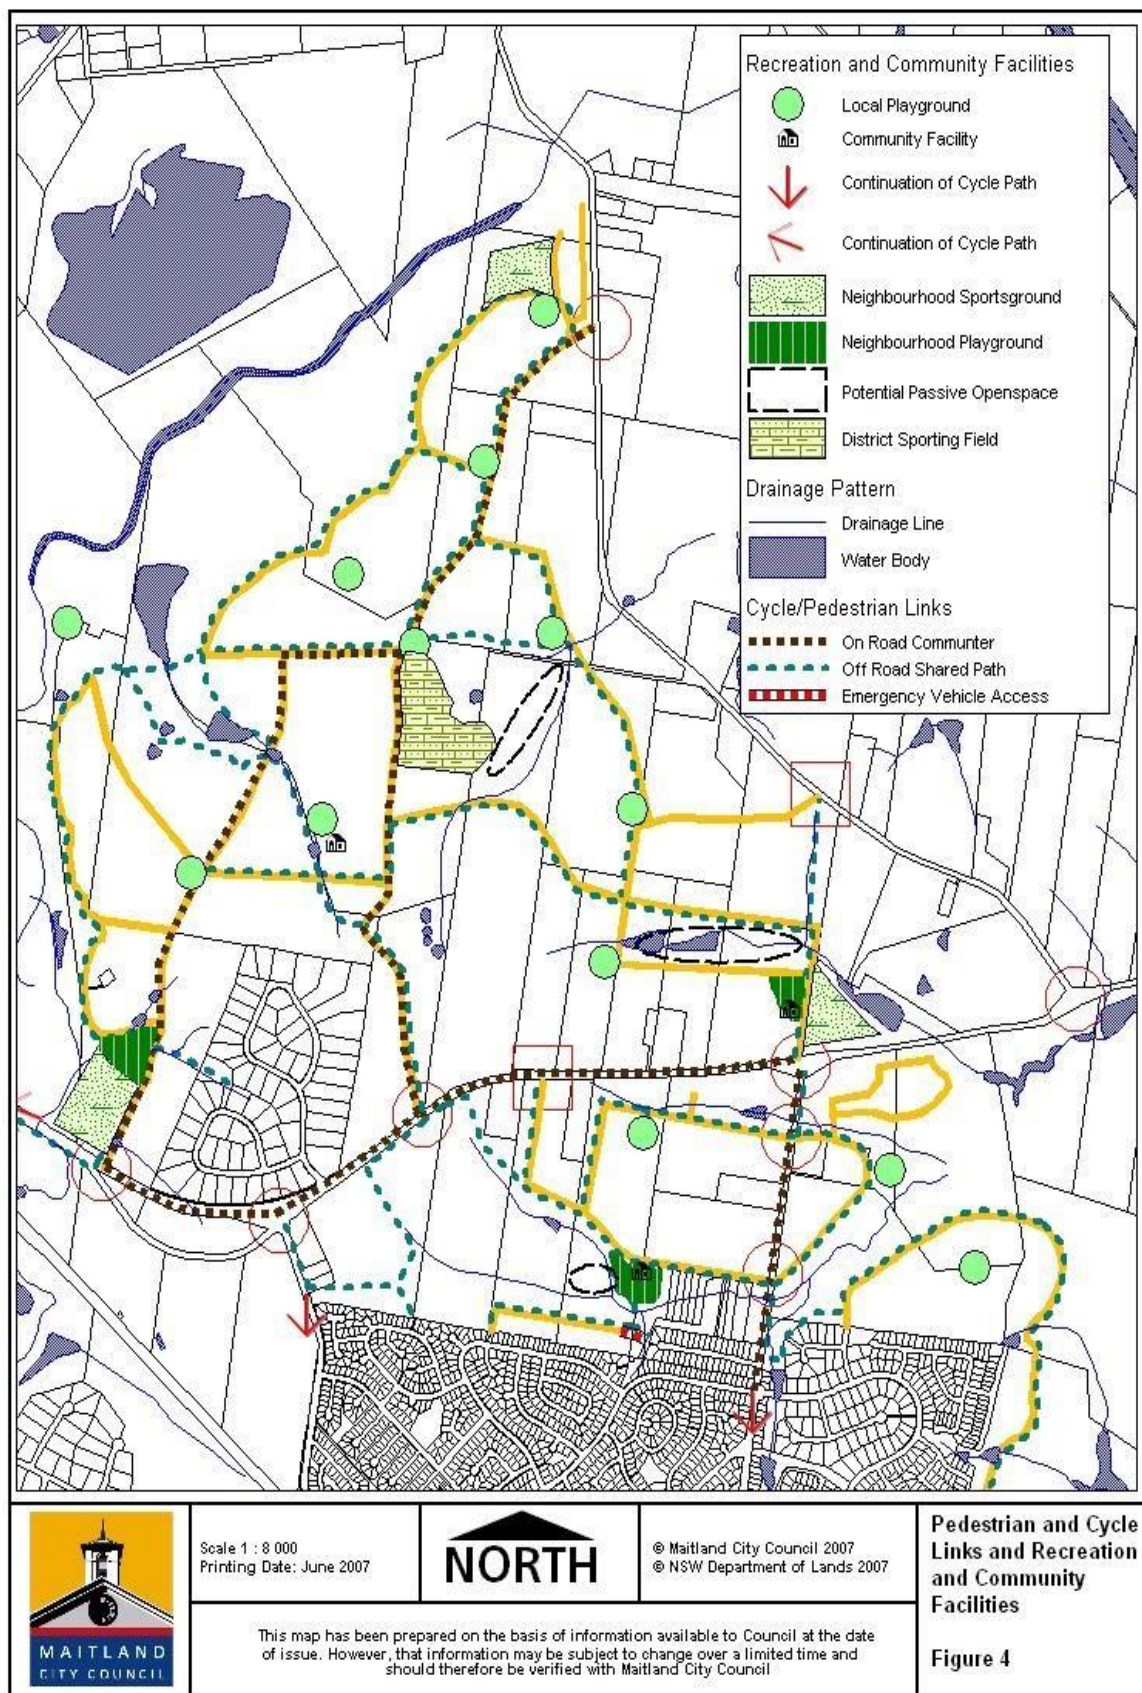 Recreation and Community Facilities
Local Playground
Community Facility
Continuation of Cycle Path
Continuation of Cycle Path
Neighbourhood Sportsground
Neighbourhood Playground
Potential Passive Openspace
District Sporting Field
Drainage Pattern
Drainage Line
Water Body
Cycle/Pedestrian Links
On Road Communter
Off Road Shared Path
Emergency Vehicle Access
MAITLAND
CITY COUNCIL
Scale 1 : 8 000
Printing Date: June 2007
NORTH
© Maitland City Council 2007
© NSW Department of Lands 2007
This map has been prepared on the basis of information available to Council at the date
of issue. However, that information may be subject to change over a limited time and
should therefore be verified with Maitland City Council
Pedestrian and Cycle
Links and Recreation
and Community
Facilities
Figure 4